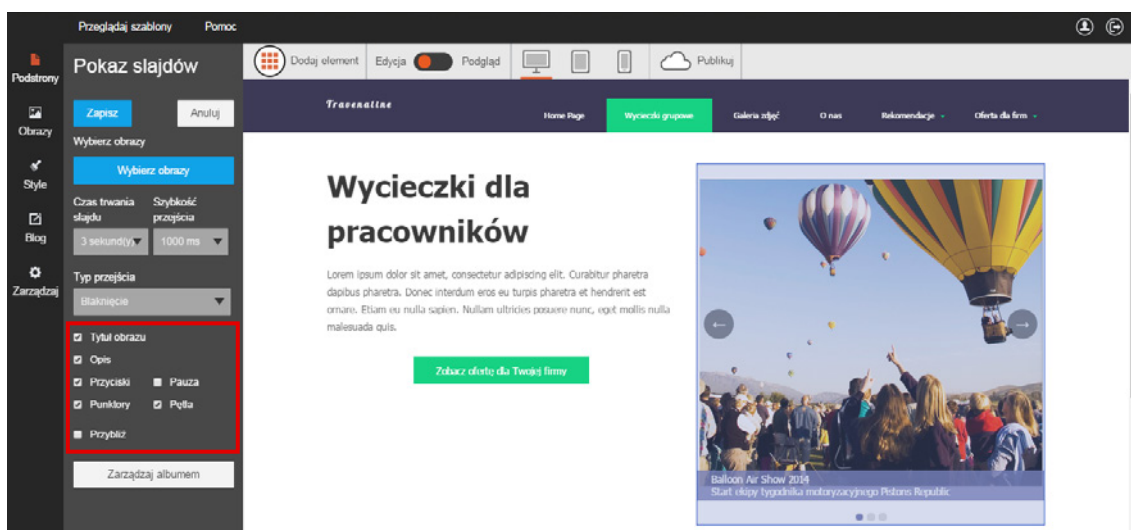 Przeglądaj szablony Pomoc
Podstrony
Obrazy
Style
Blog
Zarządzaj
Pokaz slajdów
Zapisz Anuluj
Wybierz obrazy
Wybierz obrazy
Czas trwania slajdu
Szybkość przejścia
3 sekund(y) 1000 ms
Typ przejścia
Blaknięcie
Tytuł obrazu
Opis
Przyciski Pauza
Punktory Pętla
Przybliż
Zarządzaj albumem
Dodaj element Edycja Podgląd Publikuj
Travenalline
Home Page Wycieczki grupowe Galeria zdjęć O nas Rekomendacje Oferta da firm
Wycieczki dla
pracowników
Lorem ipsum dolor sit amet, consectetur adipiscing elit. Curabitur pharetra
dapibus pharetra. Donec interdum eros eu turpis pharetra et hendrerit est
ornare. Etiam eu nulla sapien. Nullam ultricies posuere nunc, eget mollis nulla
malesuada quis.
Zobacz ofertę dla Twojej firmy
Balloon Air Show 2014
Start ekipy tygodnika motoryzacyjnego Pistons Republic